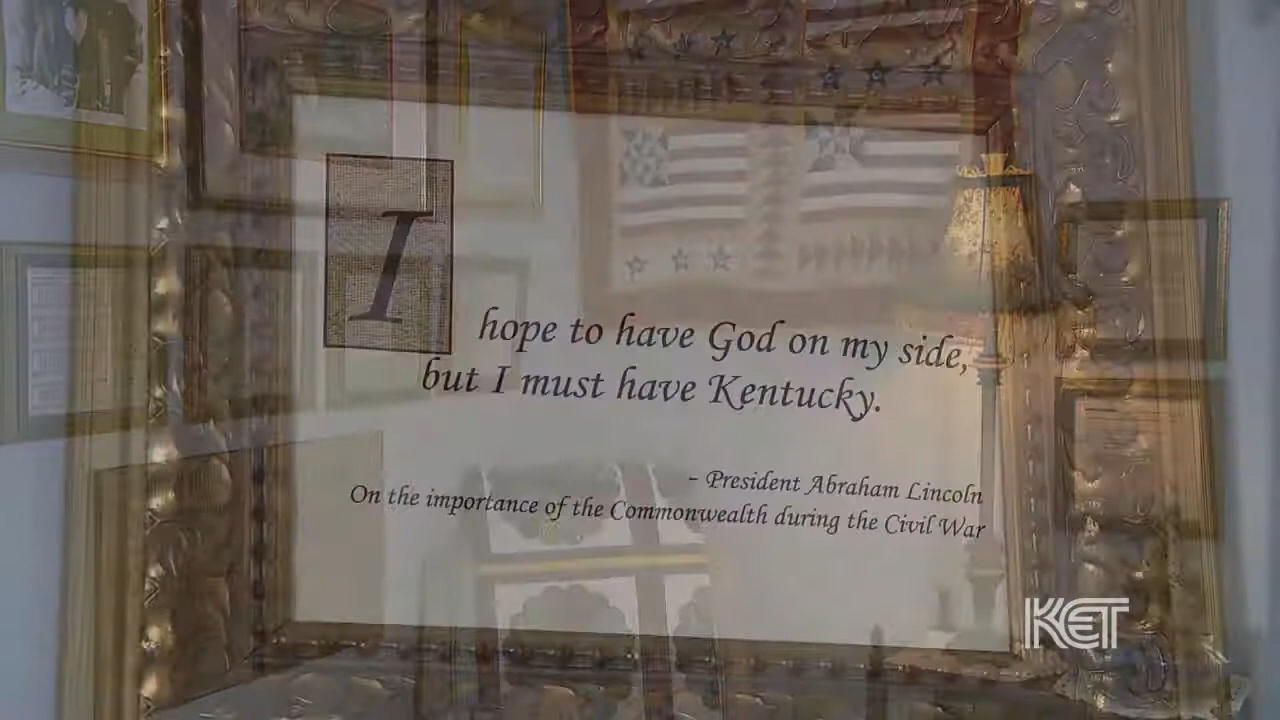 I
hope to have God on my side,
but I must have Kentucky.
- President Abraham Lincoln
On the importance of the Commonwealth during the Civil War
KET